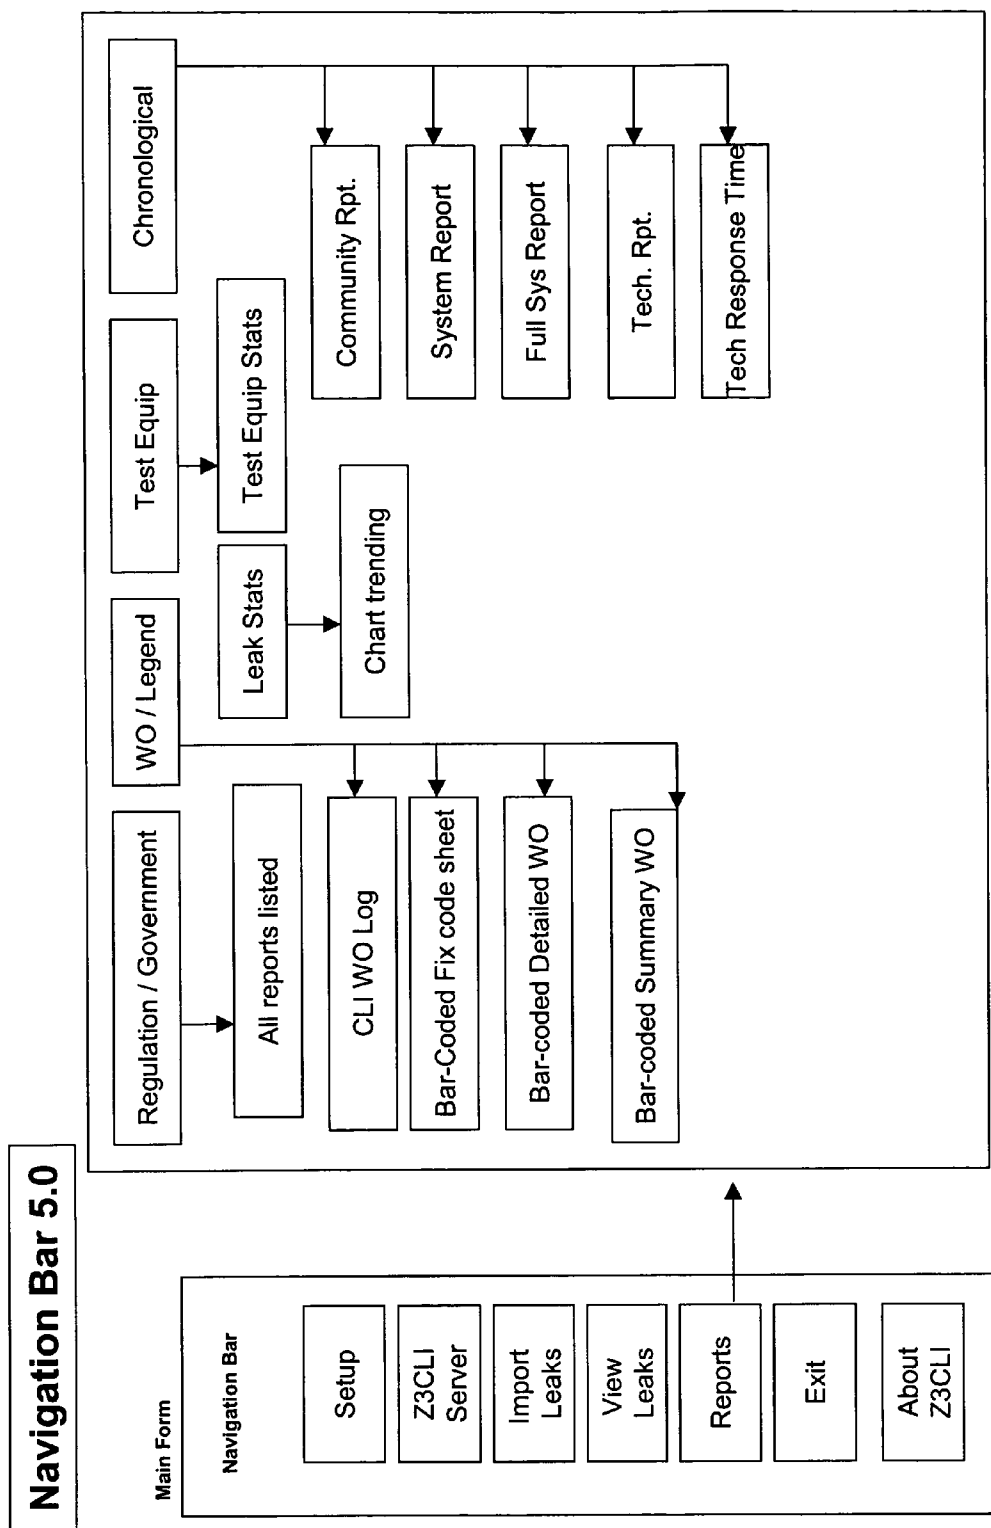 Navigation Bar 5.0
Main Form
Navigation Bar
Setup
Z3CLI
Server
Import
Leaks
View
Leaks
Reports
Exit
About
Z3CLI
Regulation / Government
WO / Legend
Test Equip
Chronological
All reports listed
Leak Stats
Test Equip Stats
CLI WO Log
Bar-Coded Fix code sheet
Bar-coded Detailed WO
Bar-coded Summary WO
Chart trending
Community Rpt.
System Report
Full Sys Report
Tech. Rpt.
Tech Response Time